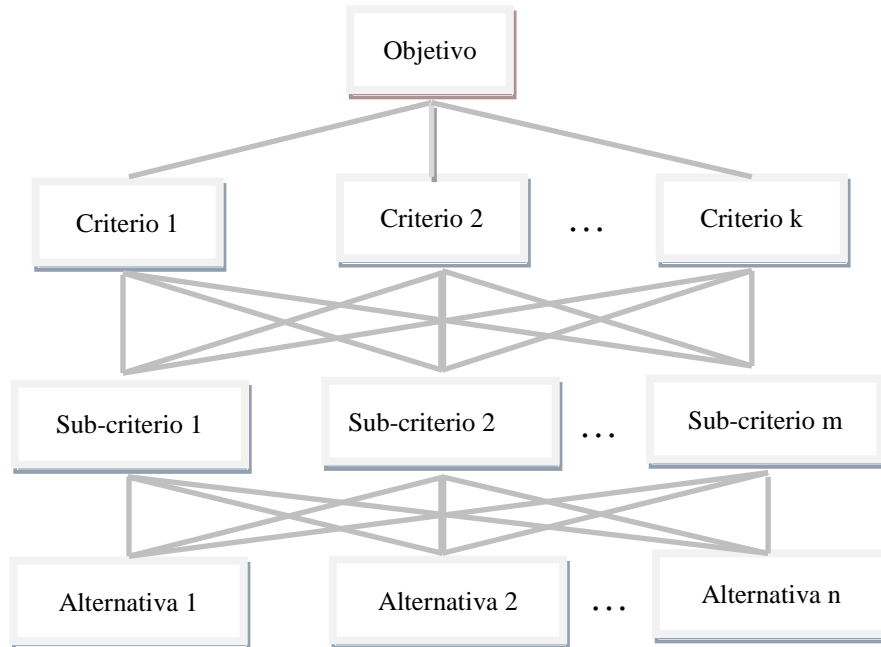 Objetivo
Criterio 1 Criterio 2 … Criterio k
Sub-criterio 1 Sub-criterio 2 … Sub-criterio m
Alternativa 1 Alternativa 2 … Alternativa n